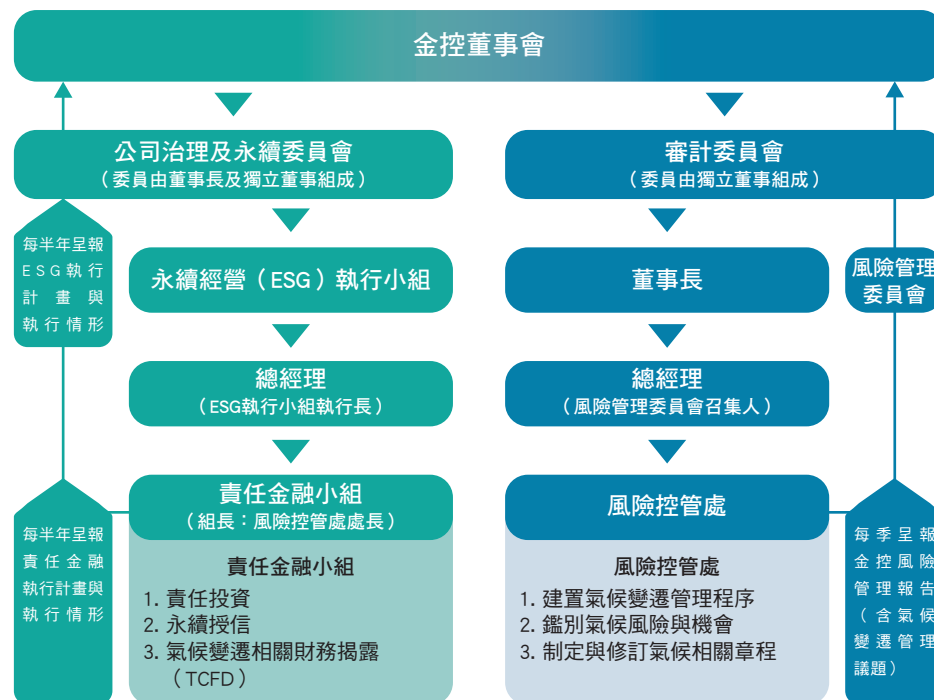 金控董事會
公司治理及永續委員會
（委員由董事長及獨立董事組成）
審計委員會
（委員由獨立董事組成）
每半年呈報
ESG執行
計畫與
執行情形
永續經營（ESG）執行小組
董事長
風險管理
委員會
總經理
（ESG執行小組執行長）
總經理
（風險管理委員會召集人）
每半年呈報
責任金融
執行計畫與
執行情形
責任金融小組
（組長：風險控管處處長）
責任金融小組
1. 責任投資
2. 永續授信
3. 氣候變遷相關財務揭露
（TCFD）
風險控管處
風險控管處
1. 建置氣候變遷管理程序
2. 鑑別氣候風險與機會
3. 制定與修訂氣候相關章程
每季呈報
金控風險
管理報告
（含氣候
變遷管理
議題）